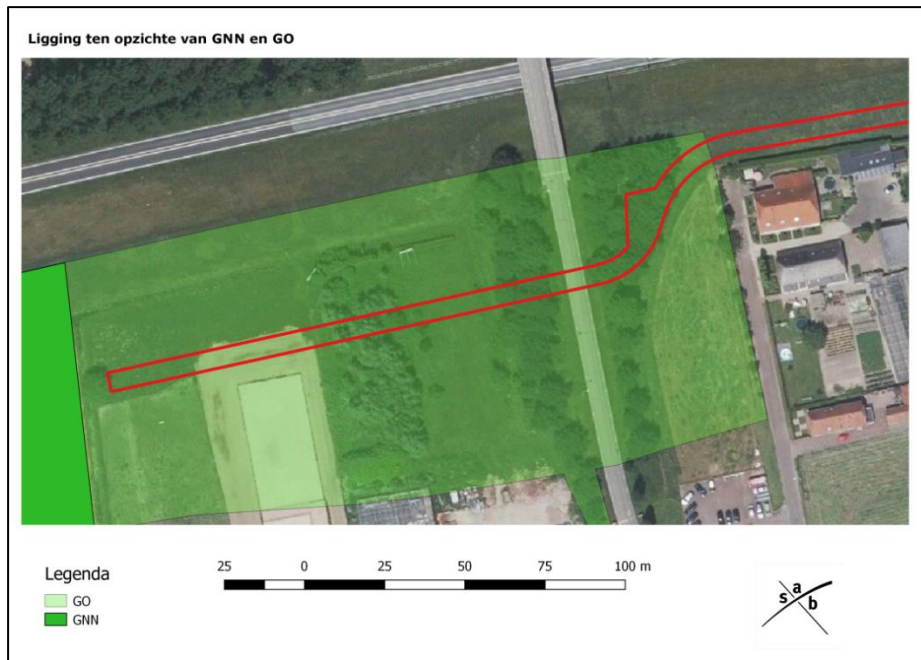 Ligging ten opzichte van GNN en GO
Legenda
GO
GNN
25 0 25 50 75 100 m
s a b